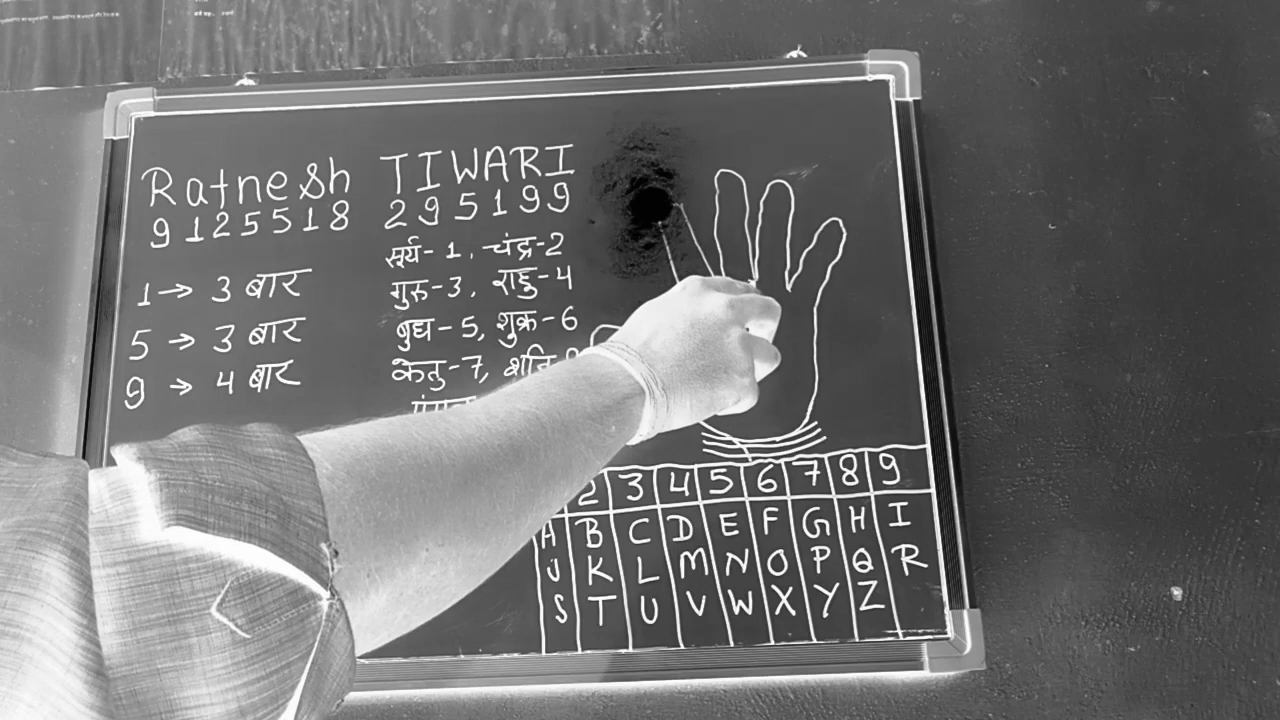 Ratnesh TIWARI
9125518 295199
सूर्य-1, चंद्र-2
गुरु-3, राहु-4
बुध-5, शुक्र-6
केतु-7, शनि-
1→ 3 बार
5 → 3 बार
9 → 4 बार
2 3 4 5 6 7 8 9
A B C D E F G H I
J K L M N O P Q R
S T U V W X Y Z